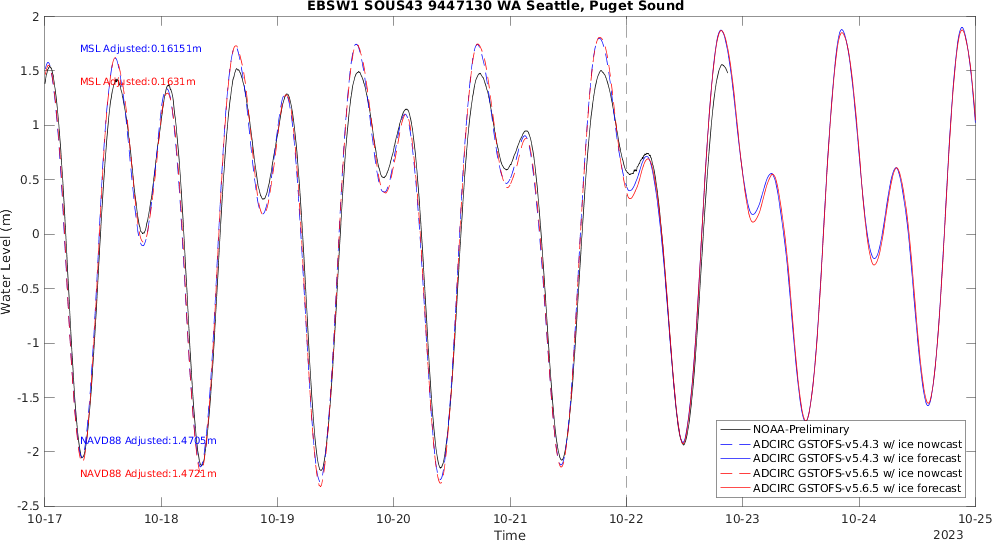 EBSW1 SOUS43 9447130 WA Seattle, Puget Sound
2
1.5
1
0.5
0
-0.5
-1
-1.5
-2
-2.5
Water Level (m)
MSL Adjusted:0.16151m
MSL Adjusted:0.1631m
NAVD88 Adjusted:1.4705m
NAVD88 Adjusted:1.4721m
NOAA-Preliminary
ADCIRC GSTOFS-v5.4.3 w/ ice nowcast
ADCIRC GSTOFS-v5.4.3 w/ ice forecast
ADCIRC GSTOFS-v5.6.5 w/ ice nowcast
ADCIRC GSTOFS-v5.6.5 w/ ice forecast
10-17 10-18 10-19 10-20 10-21 10-22 10-23 10-24 10-25
Time
2023